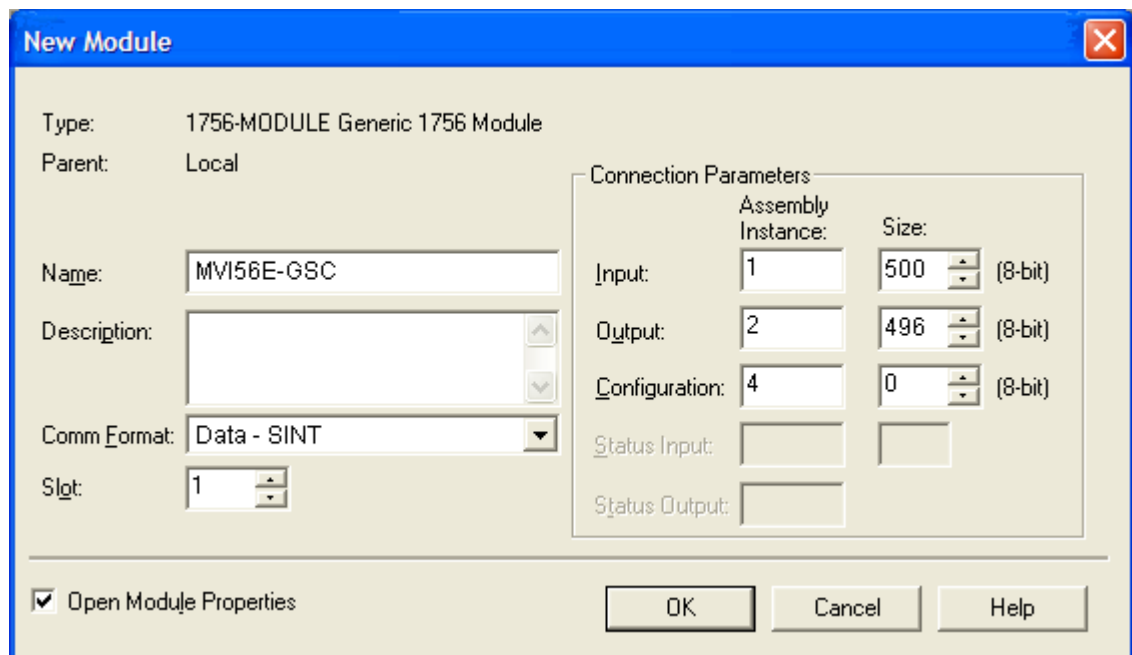 New Module
Type: 1756-MODULE Generic 1756 Module
Parent: Local
Name: MVI56E-GSC
Description:
Comm Format: Data - SINT
Slot: 1
Connection Parameters
Assembly
Instance: Size:
Input: 1 500 (8-bit)
Output: 2 496 (8-bit)
Configuration: 4 0 (8-bit)
Status Input:
Status Output:
Open Module Properties
OK Cancel Help